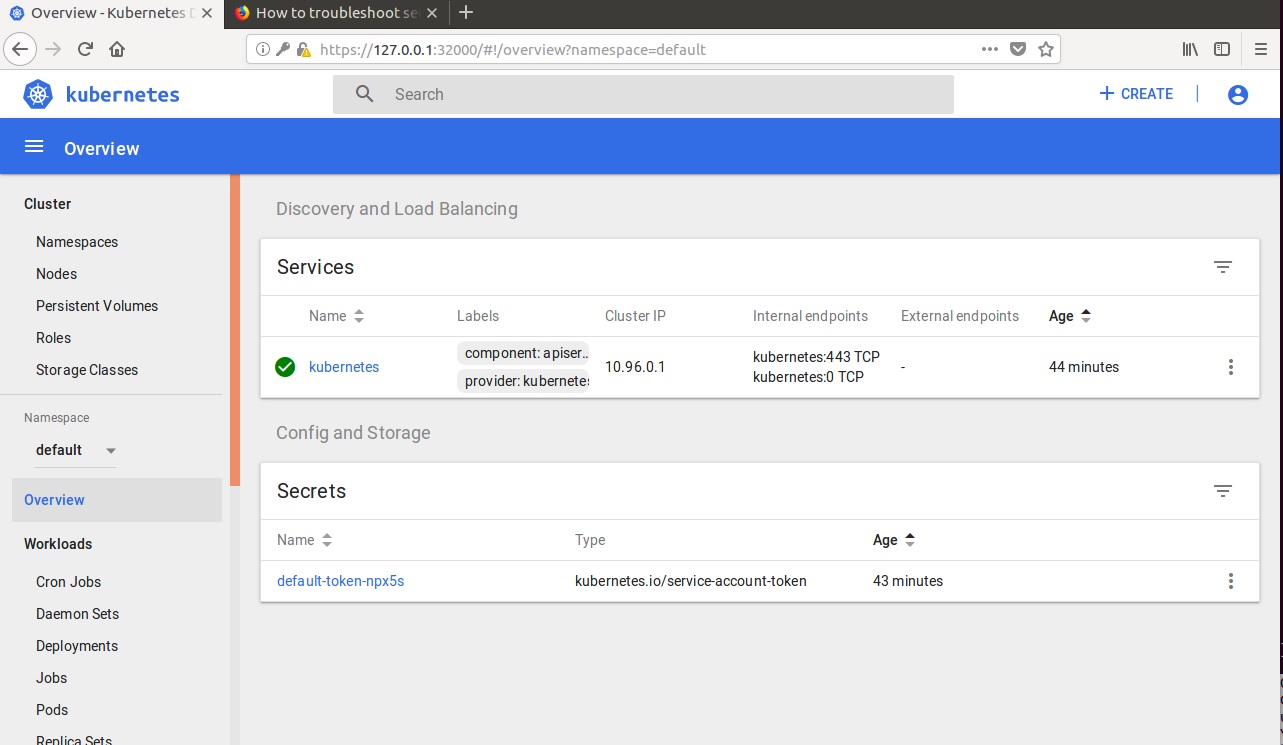 Overview - Kubernetes D
How to troubleshoot se
https://127.0.0.1:32000/#!/overview?namespace=default
kubernetes
Search
+ CREATE
Overview
Cluster
Namespaces
Nodes
Persistent Volumes
Roles
Storage Classes
Namespace
default
Overview
Workloads
Cron Jobs
Daemon Sets
Deployments
Jobs
Pods
Replica Sets
Discovery and Load Balancing
Services
Name Labels Cluster IP Internal endpoints External endpoints Age
kubernetes
component: apiser..
provider: kubernetes
10.96.0.1
kubernetes:443 TCP
kubernetes:0 TCP
-
44 minutes
Config and Storage
Secrets
Name Type Age
default-token-npx5s kubernetes.io/service-account-token 43 minutes